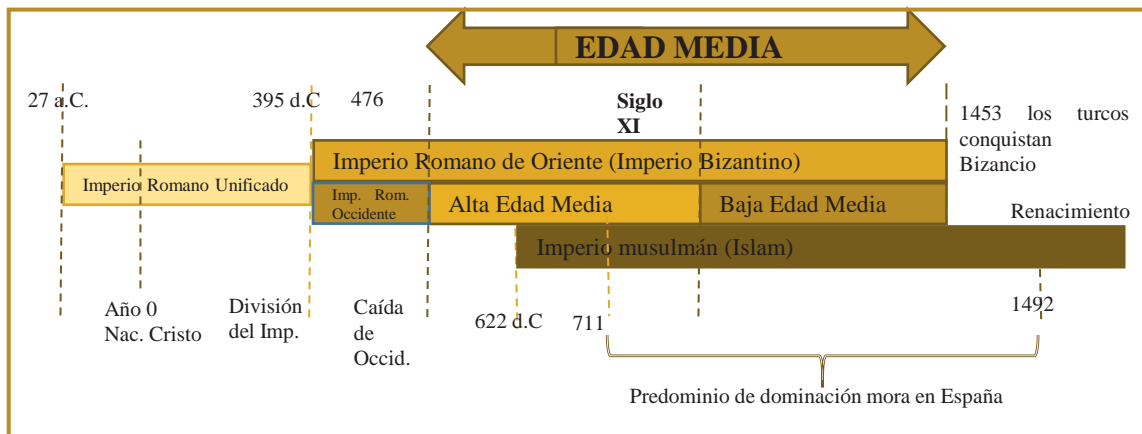 EDAD MEDIA
27 a.C.
395 d.C
476
Siglo
XI
1453 los turcos
conquistan
Bizancio
Imperio Romano de Oriente (Imperio Bizantino)
Imperio Romano Unificado
Imp. Rom.
Occidente
Alta Edad Media
Baja Edad Media
Renacimiento
Imperio musulmán (Islam)
Año 0
Nac. Cristo
División
del Imp.
Caída
de
Occid.
622 d.C
711
1492
Predominio de dominación mora en España